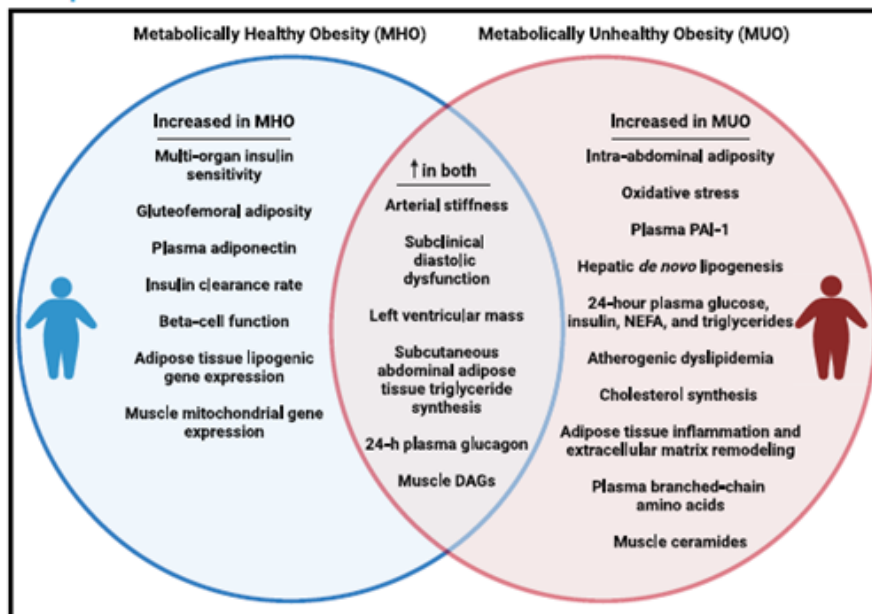 Metabolically Healthy Obesity (MHO)
Metabolically Unhealthy Obesity (MUO)
Increased in MHO
Multi-organ insulin
sensitivity
Gluteofemoral adiposity
Plasma adiponectin
Insulin clearance rate
Beta-cell function
Adipose tissue lipogenic
gene expression
Muscle mitochondrial gene
expression
↑ in both
Arterial stiffness
Subclinical
diastolic
dysfunction
Left ventricular mass
Subcutaneous
abdominal adipose
tissue triglyceride
synthesis
24-h plasma glucagon
Muscle DAGs
Increased in MUO
Intra-abdominal adiposity
Oxidative stress
Plasma PAI-1
Hepatic de novo lipogenesis
24-hour plasma glucose,
insulin, NEFA, and triglycerides
Atherogenic dyslipidemia
Cholesterol synthesis
Adipose tissue inflammation and
extracellular matrix remodeling
Plasma branched-chain
amino acids
Muscle ceramides